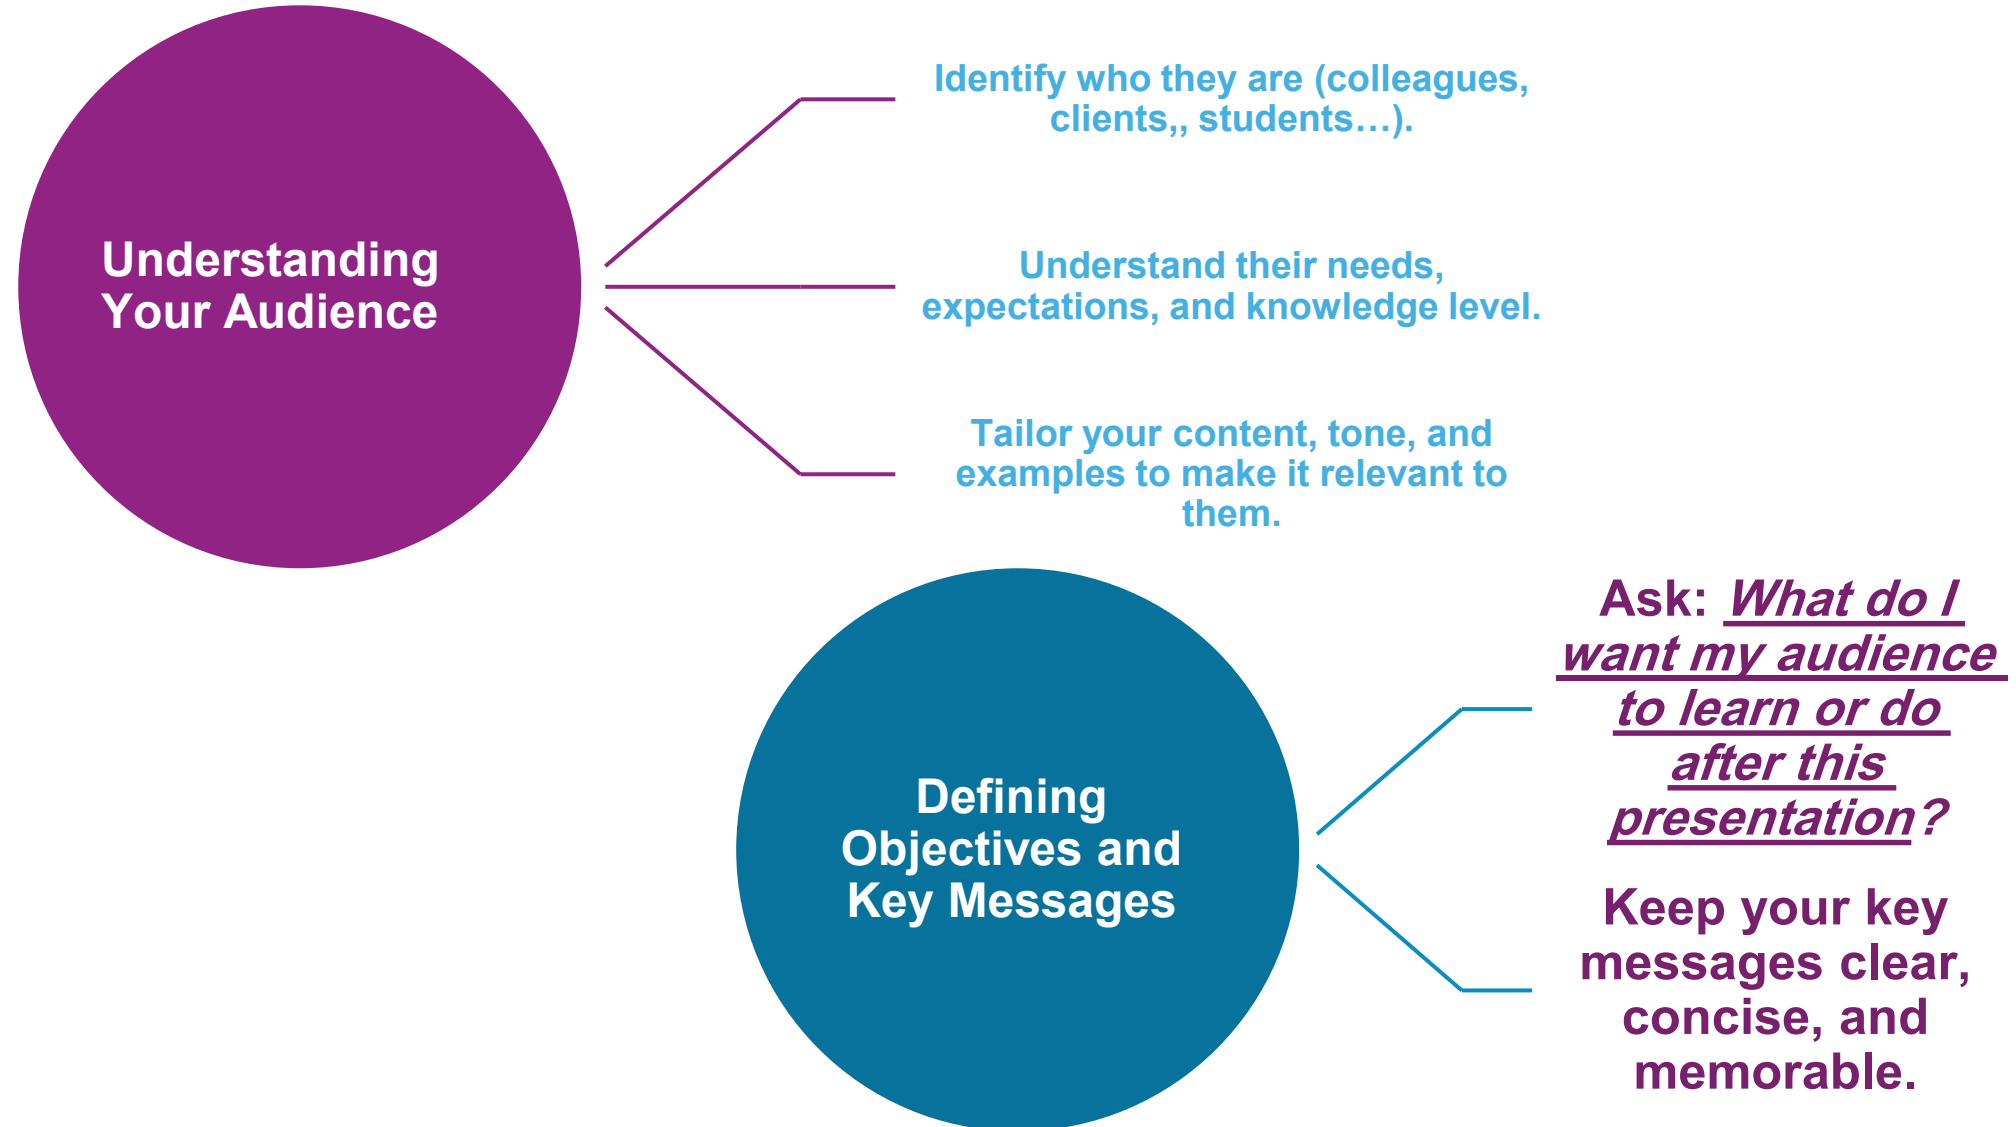 Understanding
Your Audience
Identify who they are (colleagues,
clients,, students…).
Understand their needs,
expectations, and knowledge level.
Tailor your content, tone, and
examples to make it relevant to
them.
Defining
Objectives and
Key Messages
Ask: What do I
want my audience
to learn or do
after this
presentation?
Keep your key
messages clear,
concise, and
memorable.